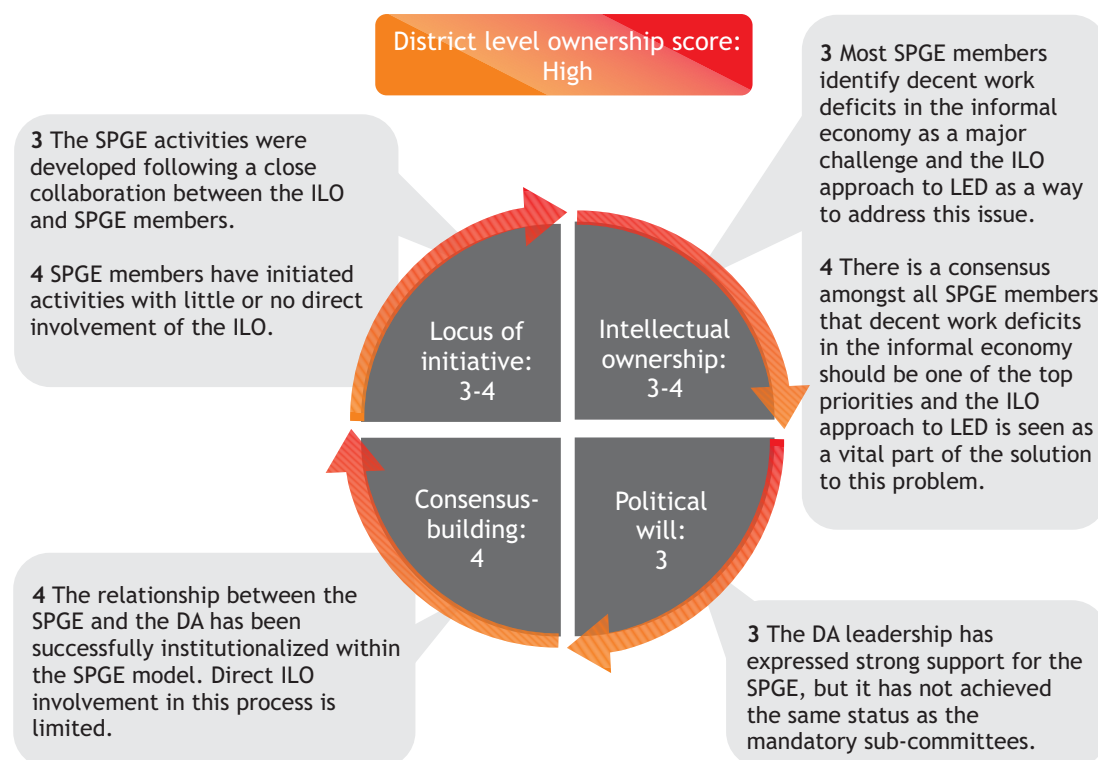 District level ownership score:
High
3 The SPGE activities were
developed following a close
collaboration between the ILO
and SPGE members.
4 SPGE members have initiated
activities with little or no direct
involvement of the ILO.
3 Most SPGE members
identify decent work
deficits in the informal
economy as a major
challenge and the ILO
approach to LED as a way
to address this issue.
4 There is a consensus
amongst all SPGE members
that decent work deficits
in the informal economy
should be one of the top
priorities and the ILO
approach to LED is seen as
a vital part of the solution
to this problem.
Locus of
initiative:
3-4
Intellectual
ownership:
3-4
Consensus-
building:
4
Political
will:
3
4 The relationship between the
SPGE and the DA has been
successfully institutionalized within
the SPGE model. Direct ILO
involvement in this process is
limited.
3 The DA leadership has
expressed strong support for the
SPGE, but it has not achieved
the same status as the
mandatory sub-committees.